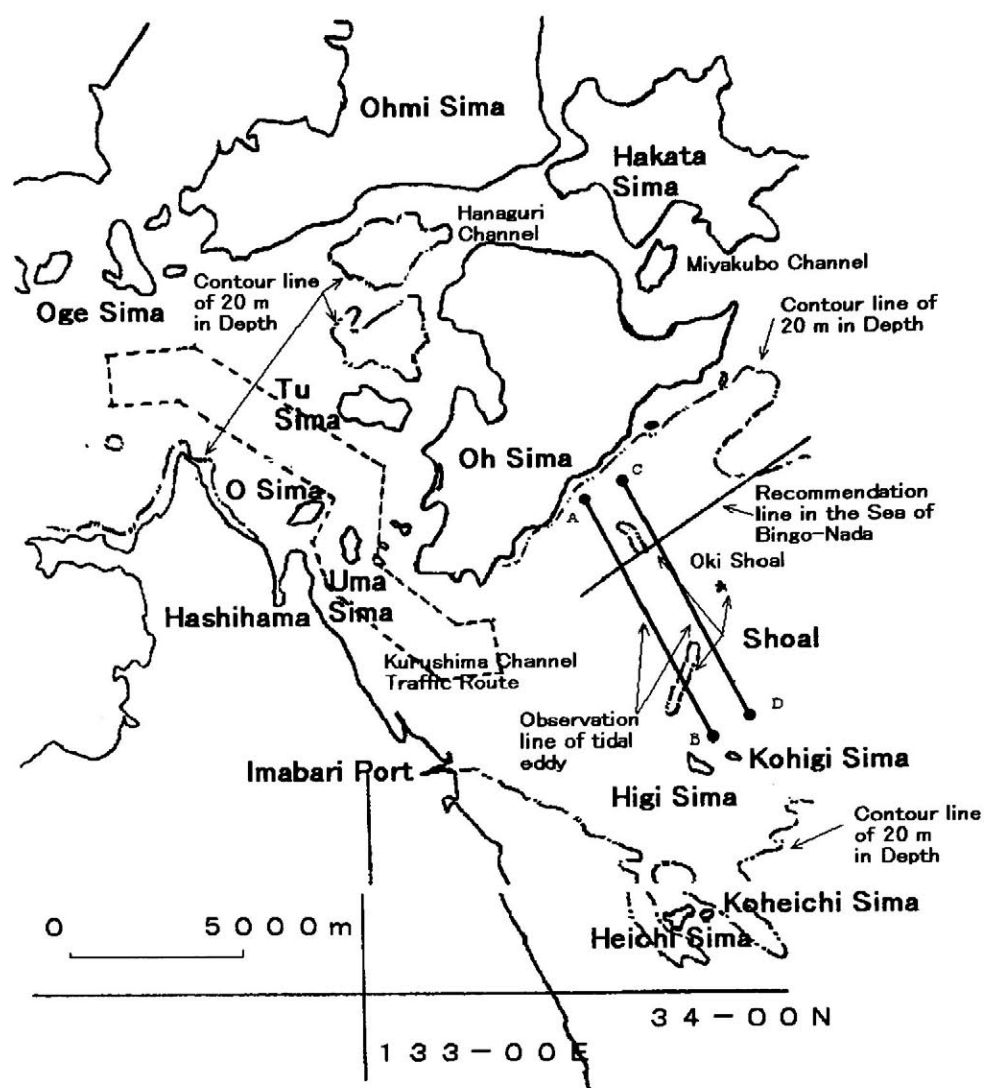 Ohmi Sima
Hakata
Sima
Hanaguri
Channel
Miyakubo Channel
Contour line
of 20 m
in Depth
Oge Sima
Contour line of
20 m in Depth
?
Tu
Sima
Oh Sima
C
A
O Sima
Recommendation
line in the Sea of
Bingo-Nada
Oki Shoal
Uma
Sima
Hashihama
Shoal
Kurushima Channel
Traffic Route
Observation
line of tidal
eddy
D
B
Kohigi Sima
Imabari Port
Higi Sima
Contour line
of 20 m
in Depth
Koheichi Sima
Heichi Sima
0 5000m
34-00N
133-00E